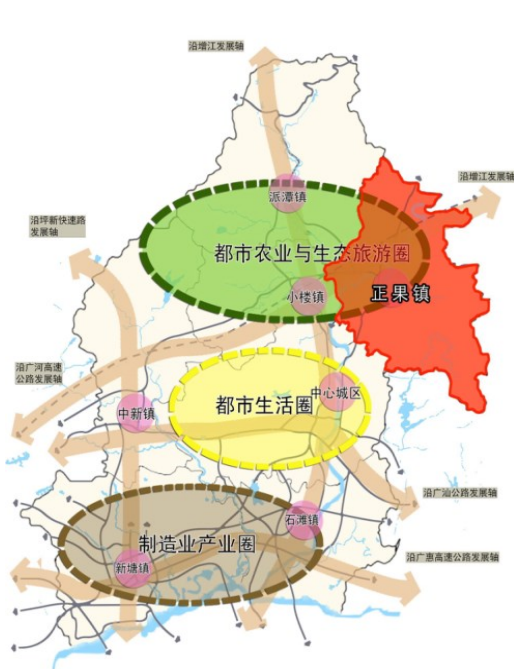 沿增江发展轴
沿增江发展轴
派潭镇
沿坪新快速路
发展轴
都市农业与生态旅游圈
小楼镇
正果镇
沿广河高速
公路发展轴
中心城区
都市生活圈
中新镇
沿广汕公路发展轴
石滩镇
制造业产业圈
沿广惠高速公路发展轴
新塘镇